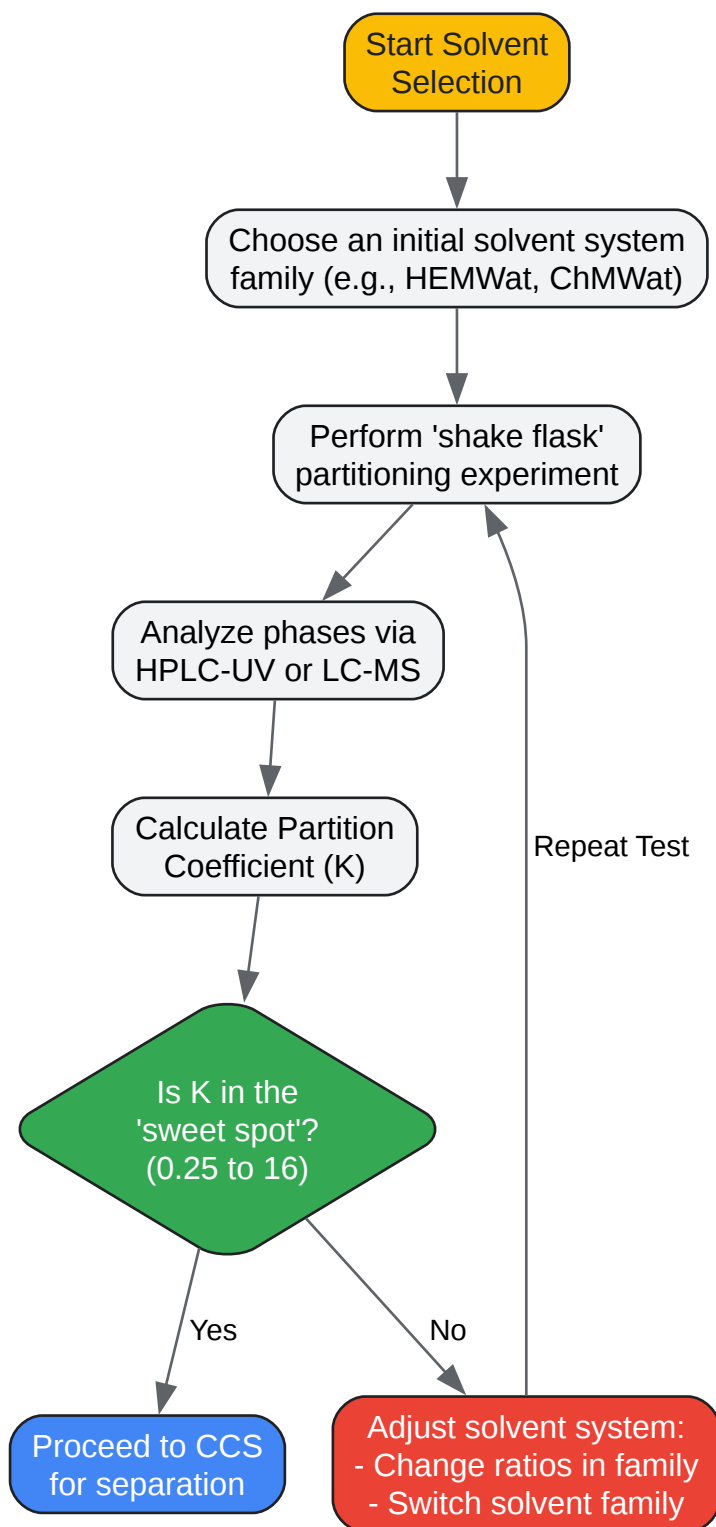 Start Solvent
Selection
Choose an initial solvent system
family (e.g., HEMWat, ChMWat)
Perform 'shake flask'
partitioning experiment
Analyze phases via
HPLC-UV or LC-MS
Calculate Partition
Coefficient (K)
Repeat Test
Is K in the
'sweet spot'?
(0.25 to 16)
Yes
No
Proceed to CCS
for separation
Adjust solvent system:
- Change ratios in family
- Switch solvent family